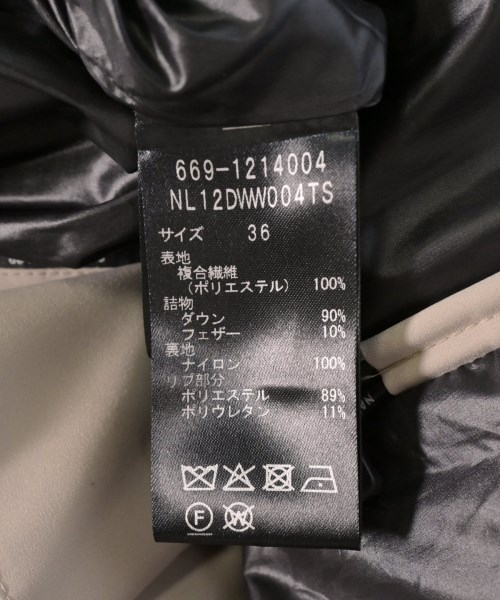 669-1214004
NL12DWW004TS
サイズ 36
表地
複合繊維
(ポリエステル) 100%
詰物
ダウン 90%
フェザー 10%
裏地
ナイロン 100%
リブ部分
ポリエステル 89%
ポリウレタン 11%
F
W